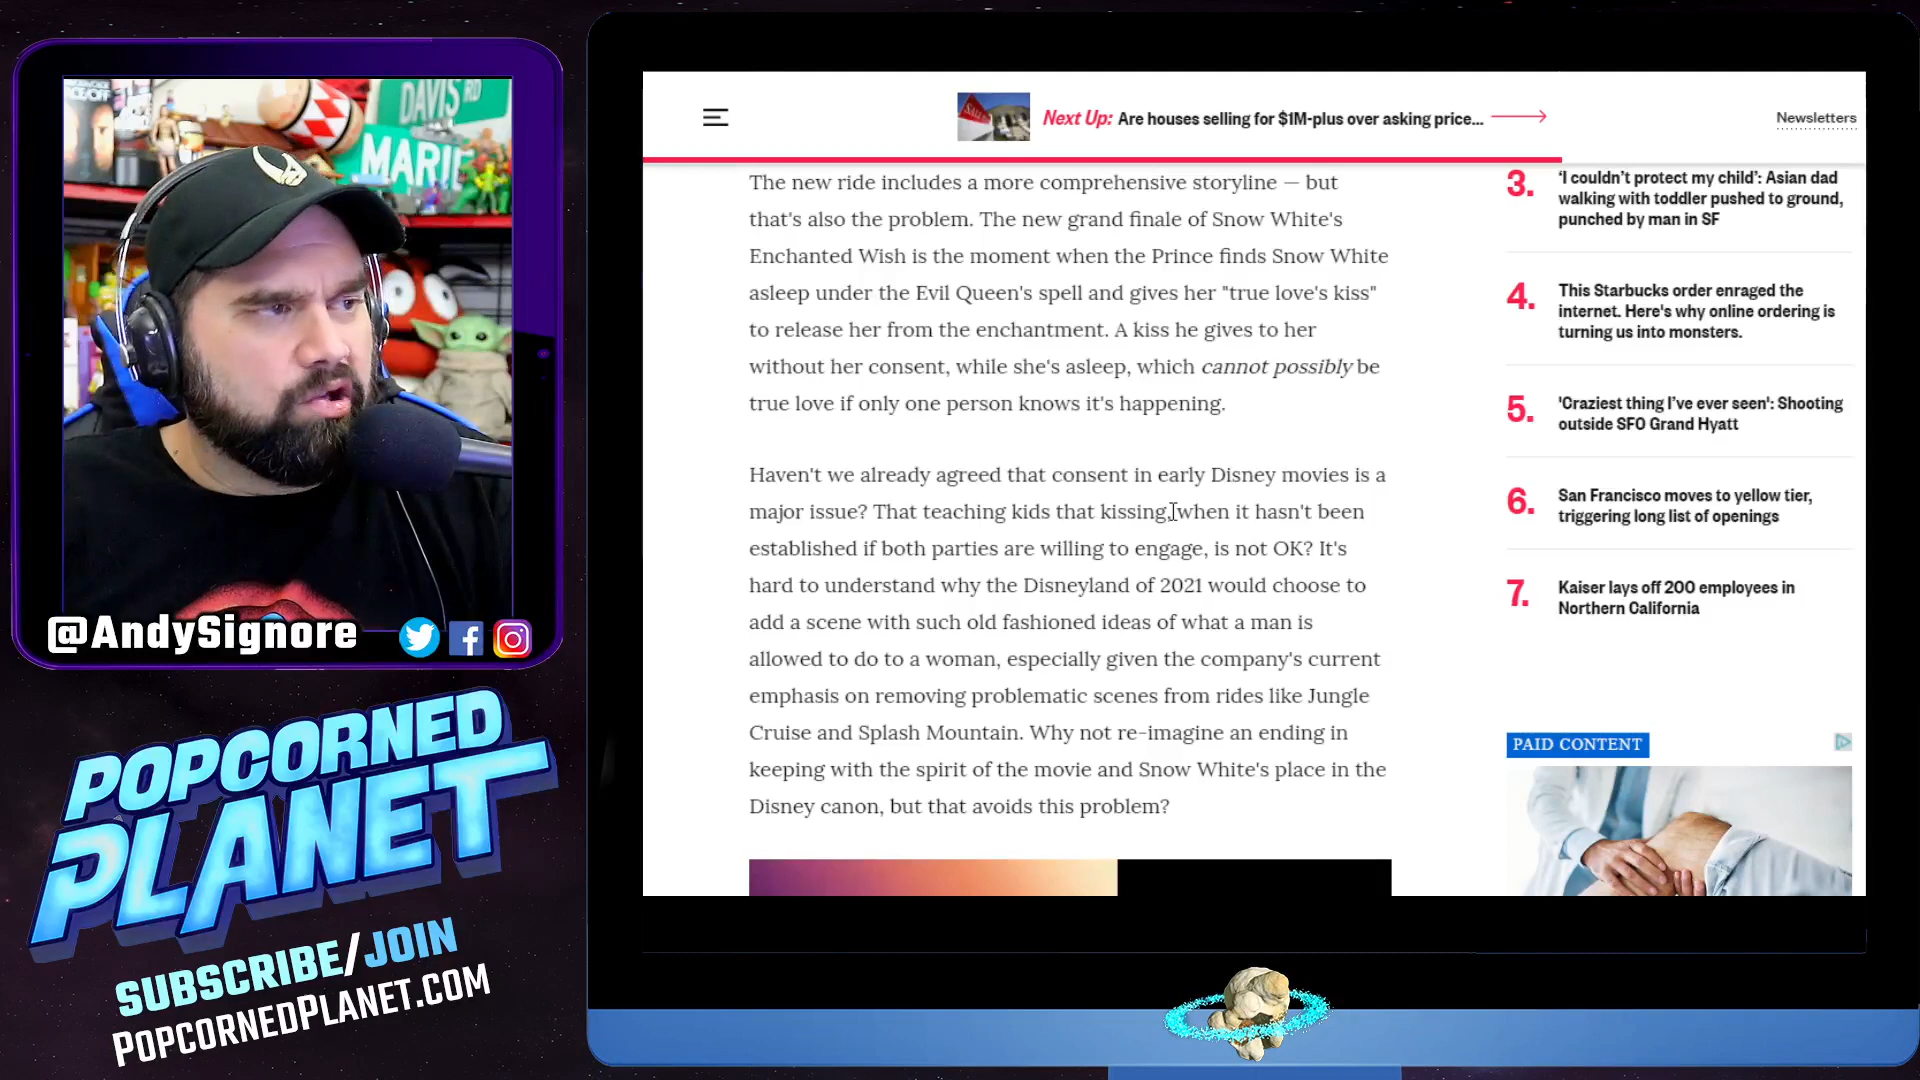 DAVIS RD
MARIE
@AndySignore
POPCORNED
PLANET
SUBSCRIBE/JOIN
POPCORNEDPLANET.COM
Next Up: Are houses selling for $1M-plus over asking price...
Newsletters
The new ride includes a more comprehensive storyline — but
that's also the problem. The new grand finale of Snow White's
Enchanted Wish is the moment when the Prince finds Snow White
asleep under the Evil Queen's spell and gives her "true love's kiss"
to release her from the enchantment. A kiss he gives to her
without her consent, while she's asleep, which cannot possibly be
true love if only one person knows it's happening.
Haven't we already agreed that consent in early Disney movies is a
major issue? That teaching kids that kissing, when it hasn't been
established if both parties are willing to engage, is not OK? It's
hard to understand why the Disneyland of 2021 would choose to
add a scene with such old fashioned ideas of what a man is
allowed to do to a woman, especially given the company's current
emphasis on removing problematic scenes from rides like Jungle
Cruise and Splash Mountain. Why not re-imagine an ending in
keeping with the spirit of the movie and Snow White's place in the
Disney canon, but that avoids this problem?
3. ‘I couldn’t protect my child’: Asian dad
walking with toddler pushed to ground,
punched by man in SF
4. This Starbucks order enraged the
internet. Here's why online ordering is
turning us into monsters.
5. 'Craziest thing I’ve ever seen': Shooting
outside SFO Grand Hyatt
6. San Francisco moves to yellow tier,
triggering long list of openings
7. Kaiser lays off 200 employees in
Northern California
PAID CONTENT